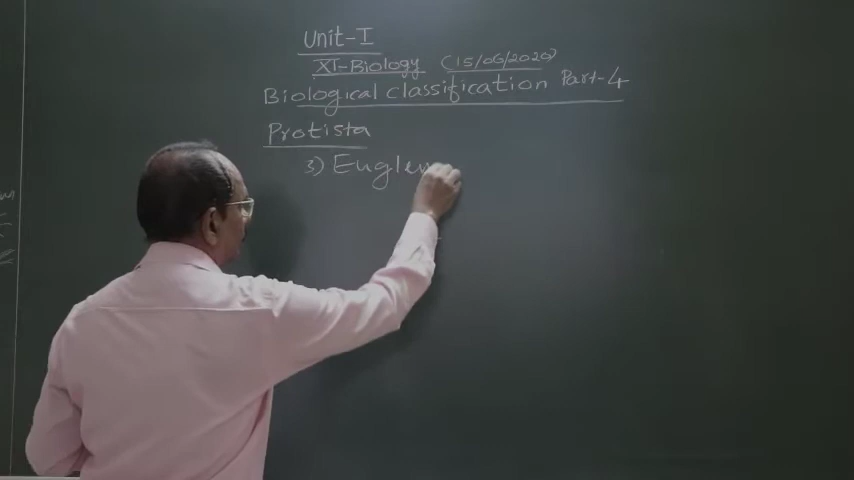 Unit-I
XI-Biology (15/06/2020)
Biological classification Part-4
Protista
3) Euglen